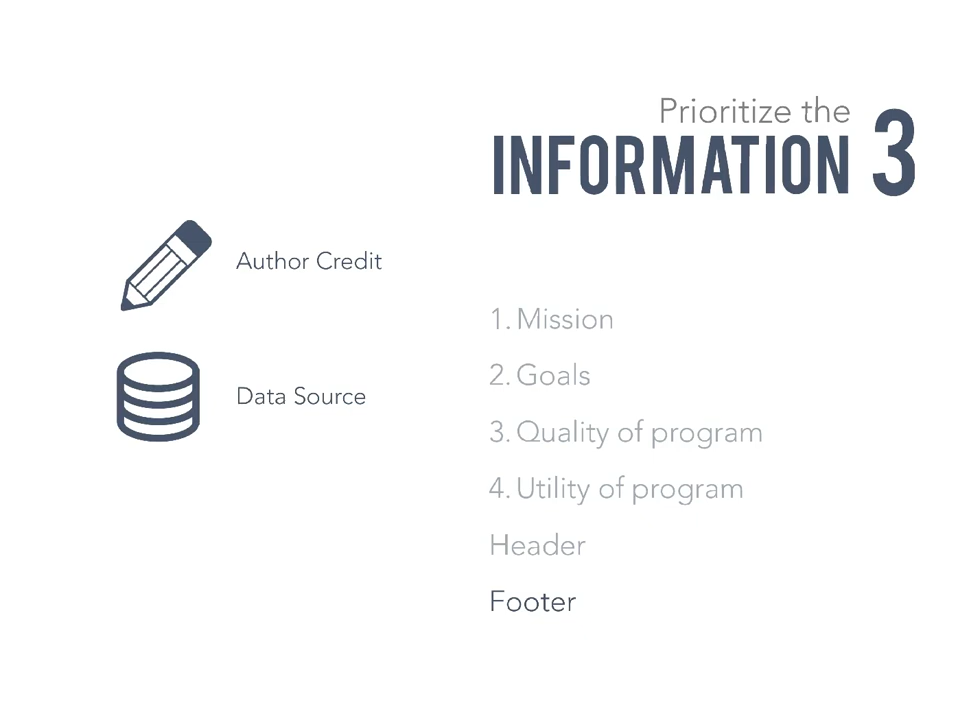 Prioritize the
INFORMATION 3
Author Credit
Data Source
1. Mission
2. Goals
3. Quality of program
4. Utility of program
Header
Footer